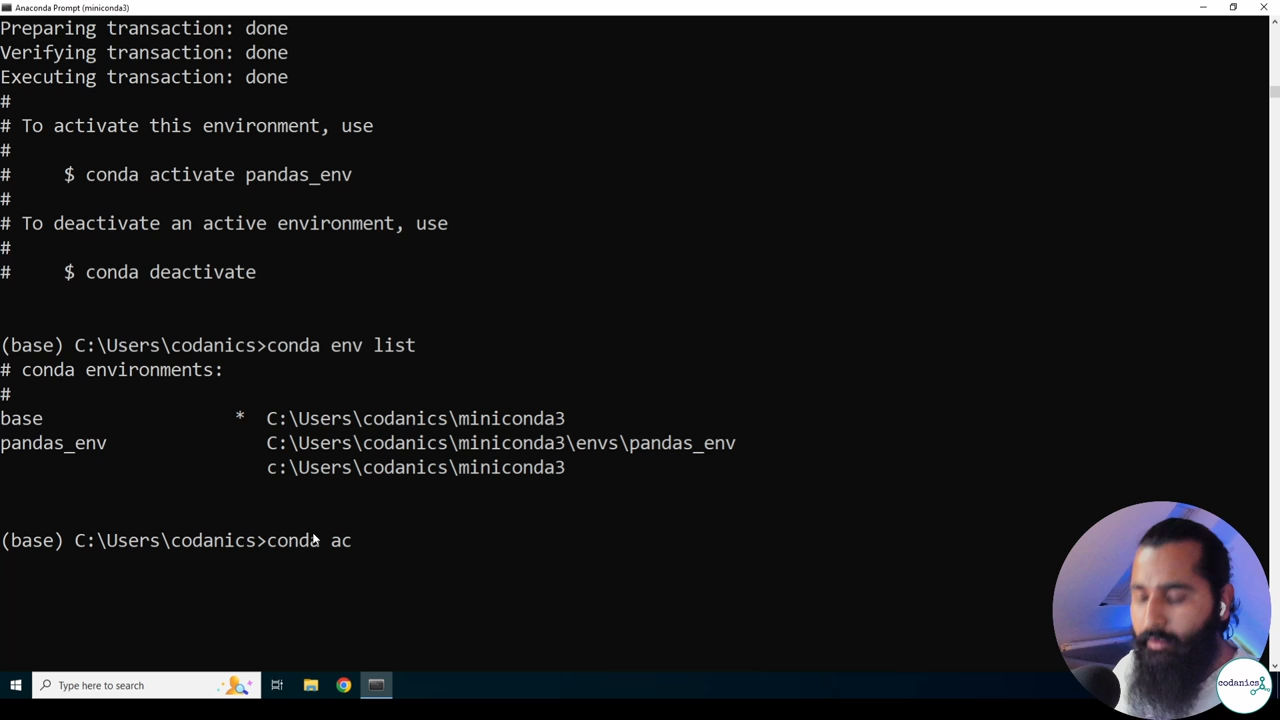 Anaconda Prompt (miniconda3)
Preparing transaction: done
Verifying transaction: done
Executing transaction: done
#
# To activate this environment, use
#
#     $ conda activate pandas_env
#
# To deactivate an active environment, use
#
#     $ conda deactivate
(base) C:\Users\codanics>conda env list
# conda environments:
#
base                  *  C:\Users\codanics\miniconda3
pandas_env               C:\Users\codanics\miniconda3\envs\pandas_env
                         c:\Users\codanics\miniconda3
(base) C:\Users\codanics>conda ac
Type here to search
codanics